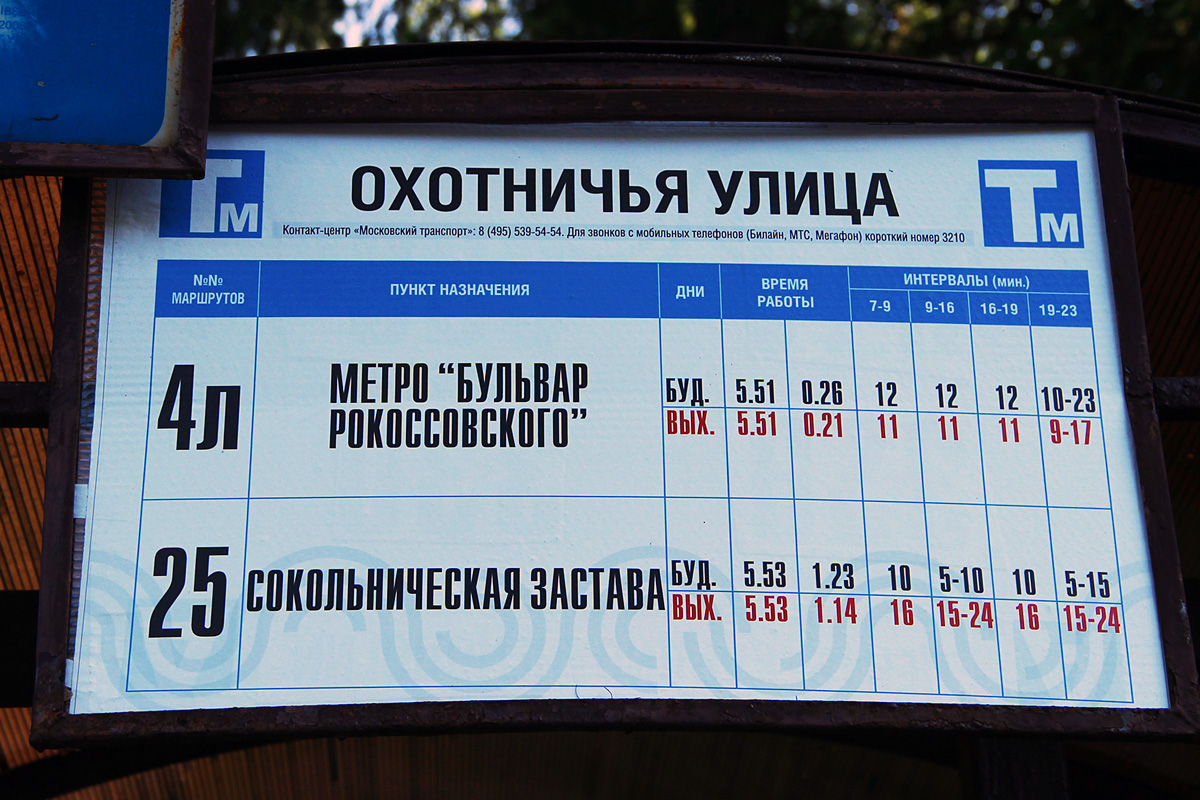 Тм
ОХОТНИЧЬЯ УЛИЦА
Тм
Контакт-центр «Московский транспорт»: 8 (495) 539-54-54. Для звонков с мобильных телефонов (Билайн, МТС, Мегафон) короткий номер 3210
№№
МАРШРУТОВ
ПУНКТ НАЗНАЧЕНИЯ
ДНИ
ВРЕМЯ
РАБОТЫ
ИНТЕРВАЛЫ (мин.)
7-9 9-16 16-19 19-23
4л
МЕТРО “БУЛЬВАР
РОКОССОВСКОГО”
БУД. 5.51 0.26 12 12 12 10-23
ВЫХ. 5.51 0.21 11 11 11 9-17
25
СОКОЛЬНИЧЕСКАЯ ЗАСТАВА
БУД. 5.53 1.23 10 5-10 10 5-15
ВЫХ. 5.53 1.14 16 15-24 16 15-24